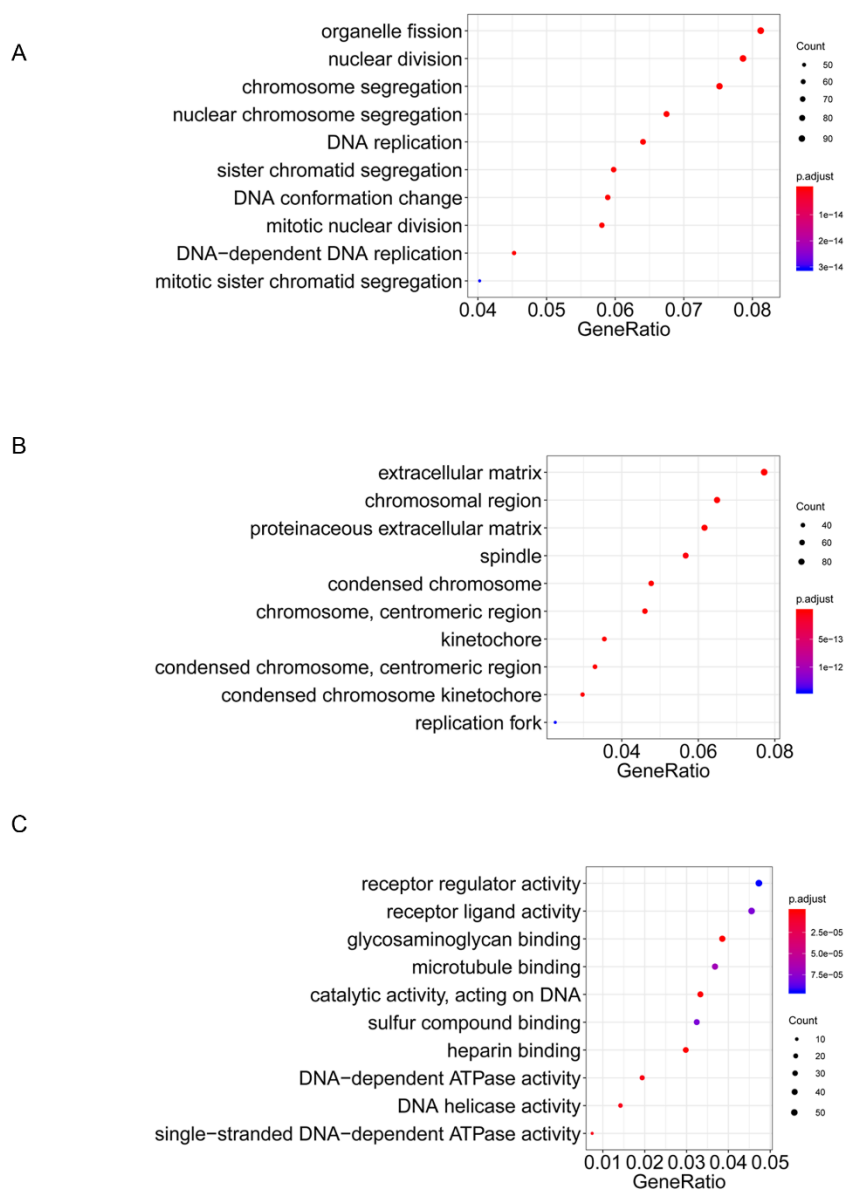 A
organelle fission
nuclear division
chromosome segregation
nuclear chromosome segregation
DNA replication
sister chromatid segregation
DNA conformation change
mitotic nuclear division
DNA−dependent DNA replication
mitotic sister chromatid segregation
0.04 0.05 0.06 0.07 0.08
GeneRatio
Count
50
60
70
80
90
p.adjust
1e−14
2e−14
3e−14
B
extracellular matrix
chromosomal region
proteinaceous extracellular matrix
spindle
condensed chromosome
chromosome, centromeric region
kinetochore
condensed chromosome, centromeric region
condensed chromosome kinetochore
replication fork
0.04 0.06 0.08
GeneRatio
Count
40
60
80
p.adjust
5e−13
1e−12
C
receptor regulator activity
receptor ligand activity
glycosaminoglycan binding
microtubule binding
catalytic activity, acting on DNA
sulfur compound binding
heparin binding
DNA−dependent ATPase activity
DNA helicase activity
single−stranded DNA−dependent ATPase activity
0.01 0.02 0.03 0.04 0.05
GeneRatio
p.adjust
2.5e−05
5.0e−05
7.5e−05
Count
10
20
30
40
50